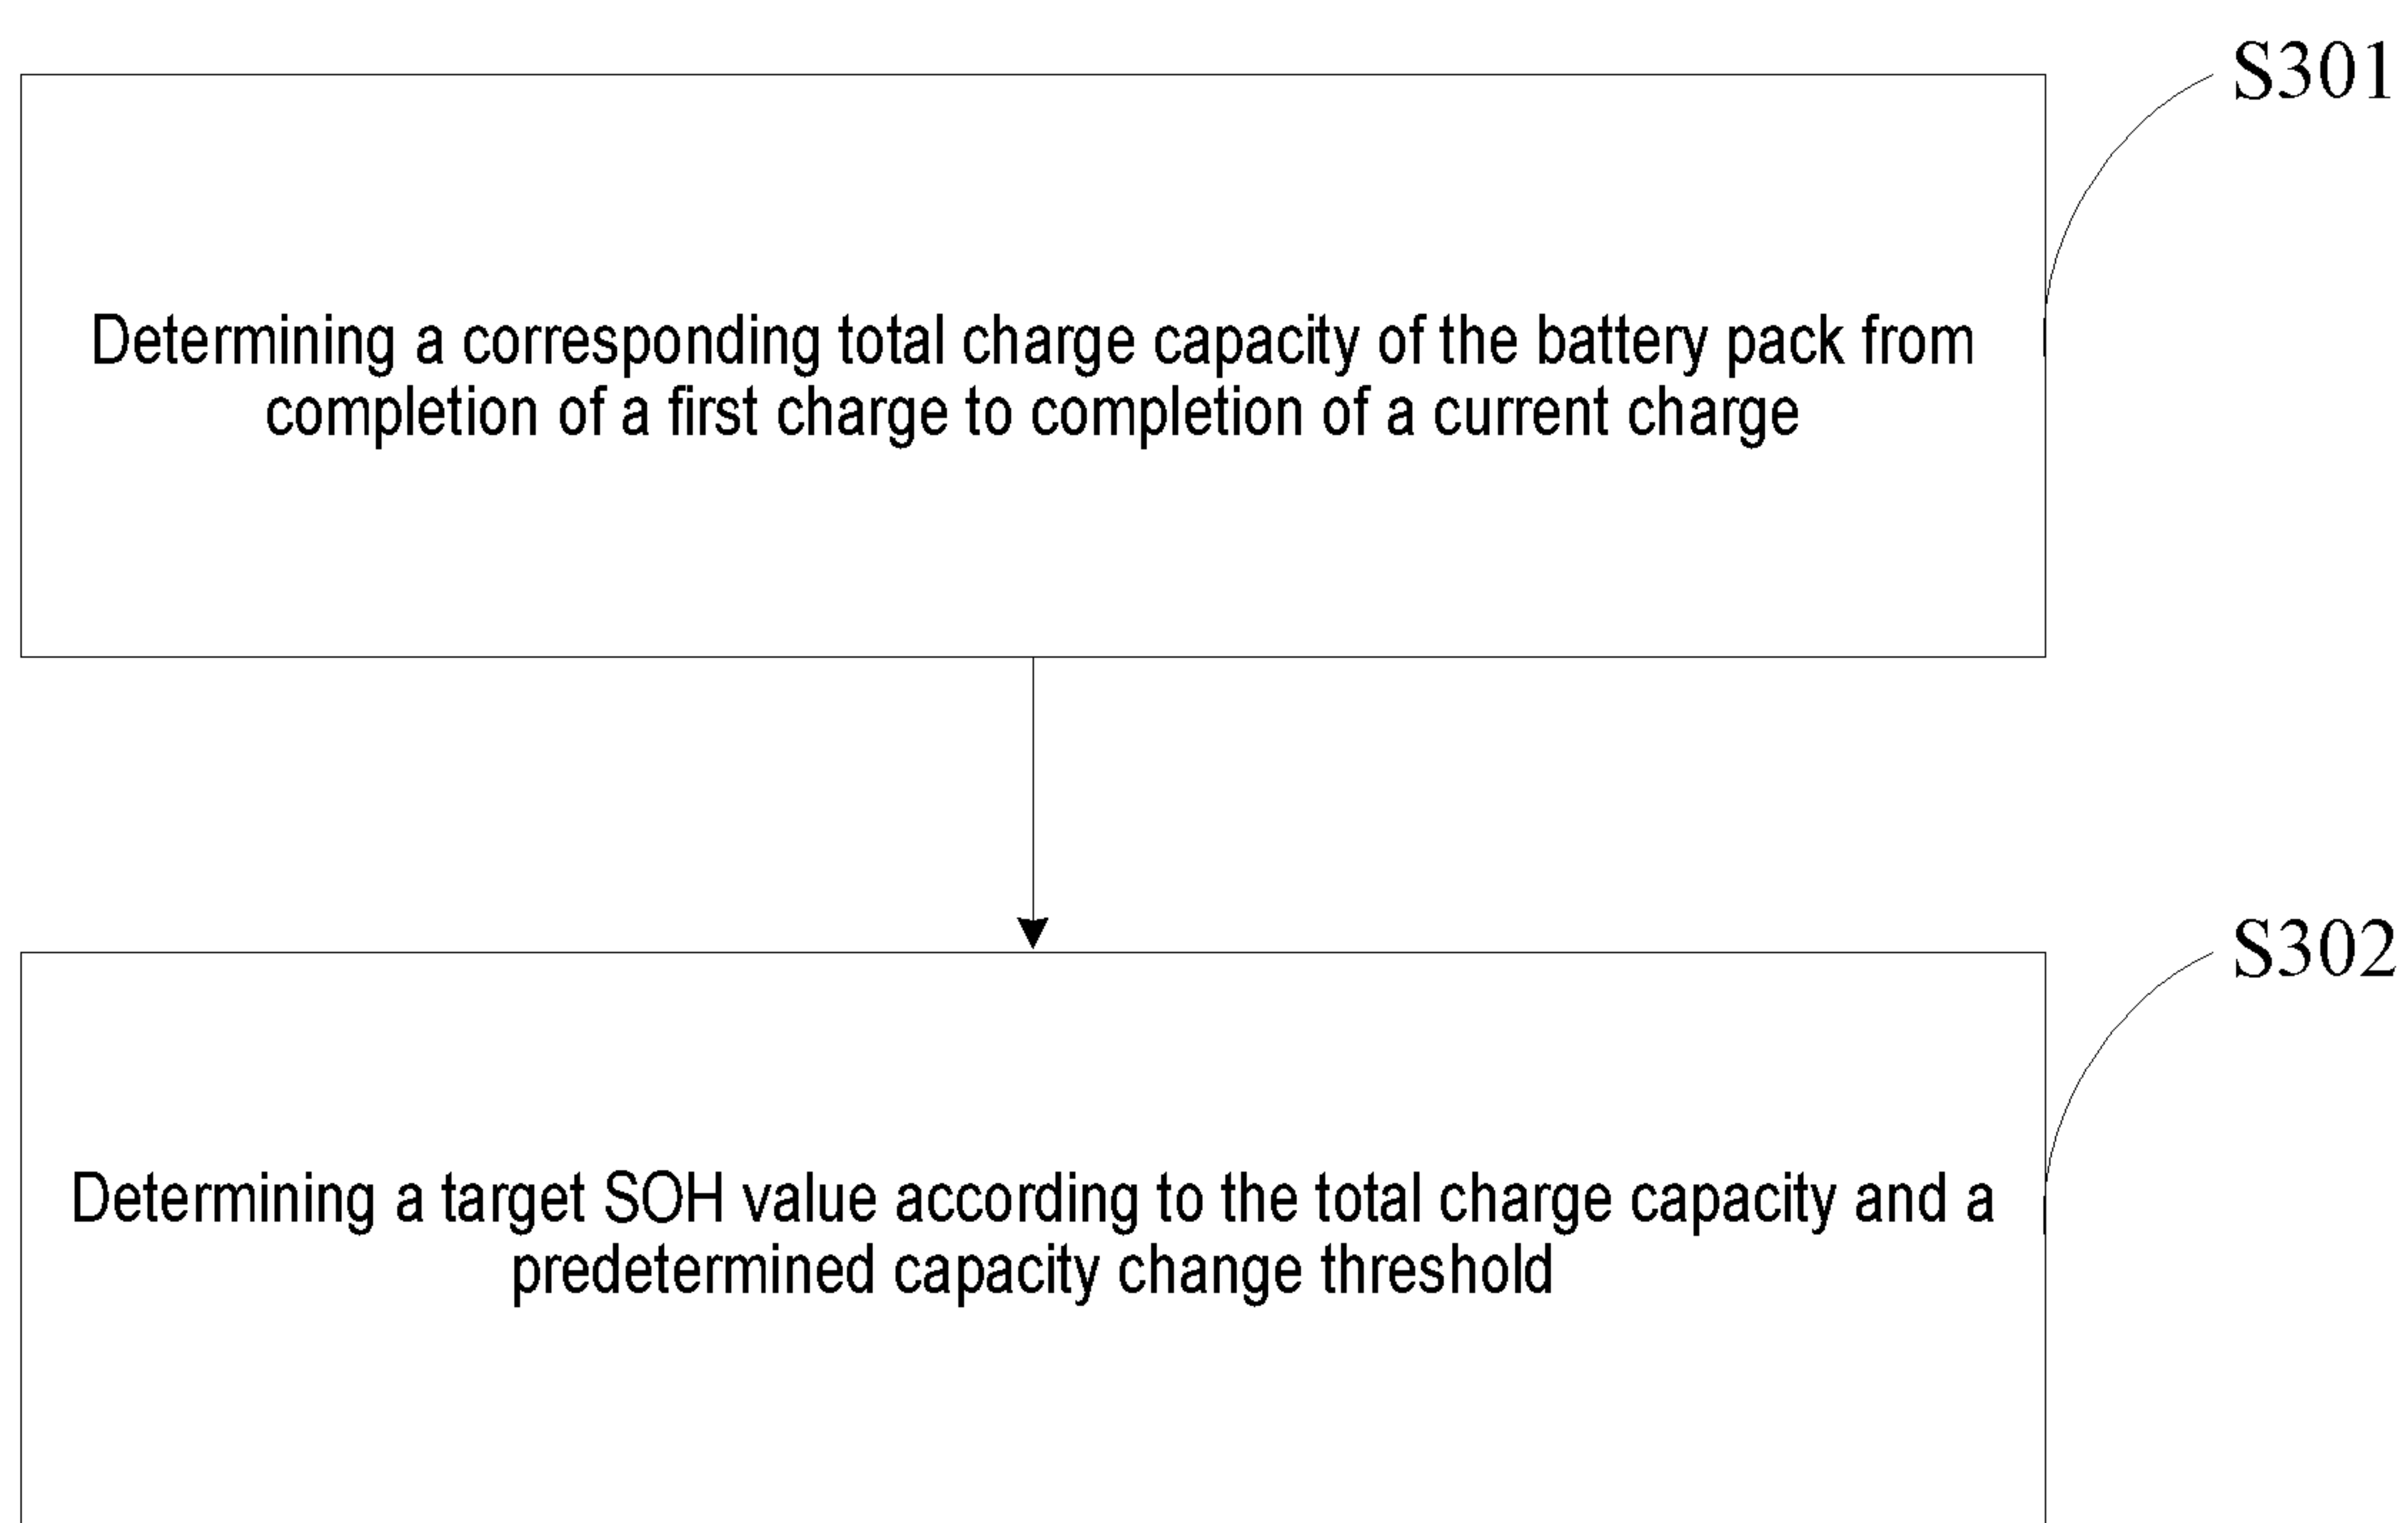 S301
Determining a corresponding total charge capacity of the battery pack from
completion of a first charge to completion of a current charge
S302
Determining a target SOH value according to the total charge capacity and a
predetermined capacity change threshold